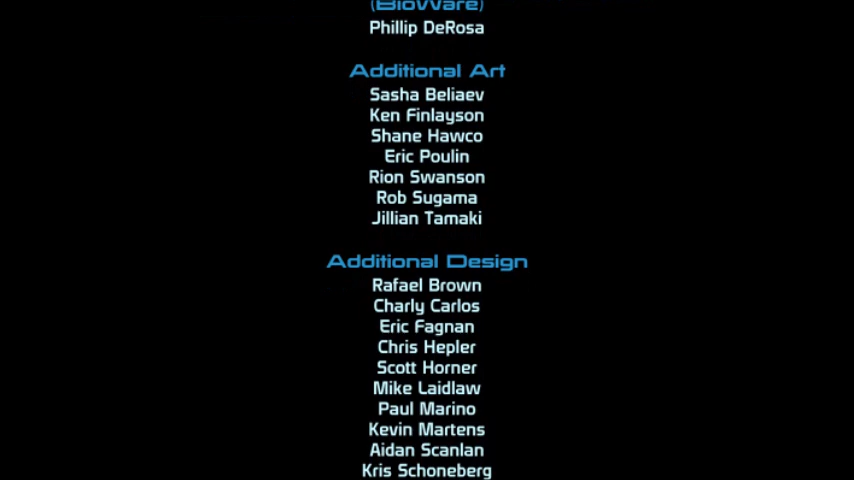 (BioWare)
Phillip DeRosa
Additional Art
Sasha Beliaev
Ken Finlayson
Shane Hawco
Eric Poulin
Rion Swanson
Rob Sugama
Jillian Tamaki
Additional Design
Rafael Brown
Charly Carlos
Eric Fagnan
Chris Hepler
Scott Horner
Mike Laidlaw
Paul Marino
Kevin Martens
Aidan Scanlan
Kris Schoneberg